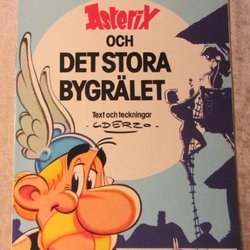 Asterix
OCH
DET STORA
BYGRÄLET
Text och teckningar
UDERZO